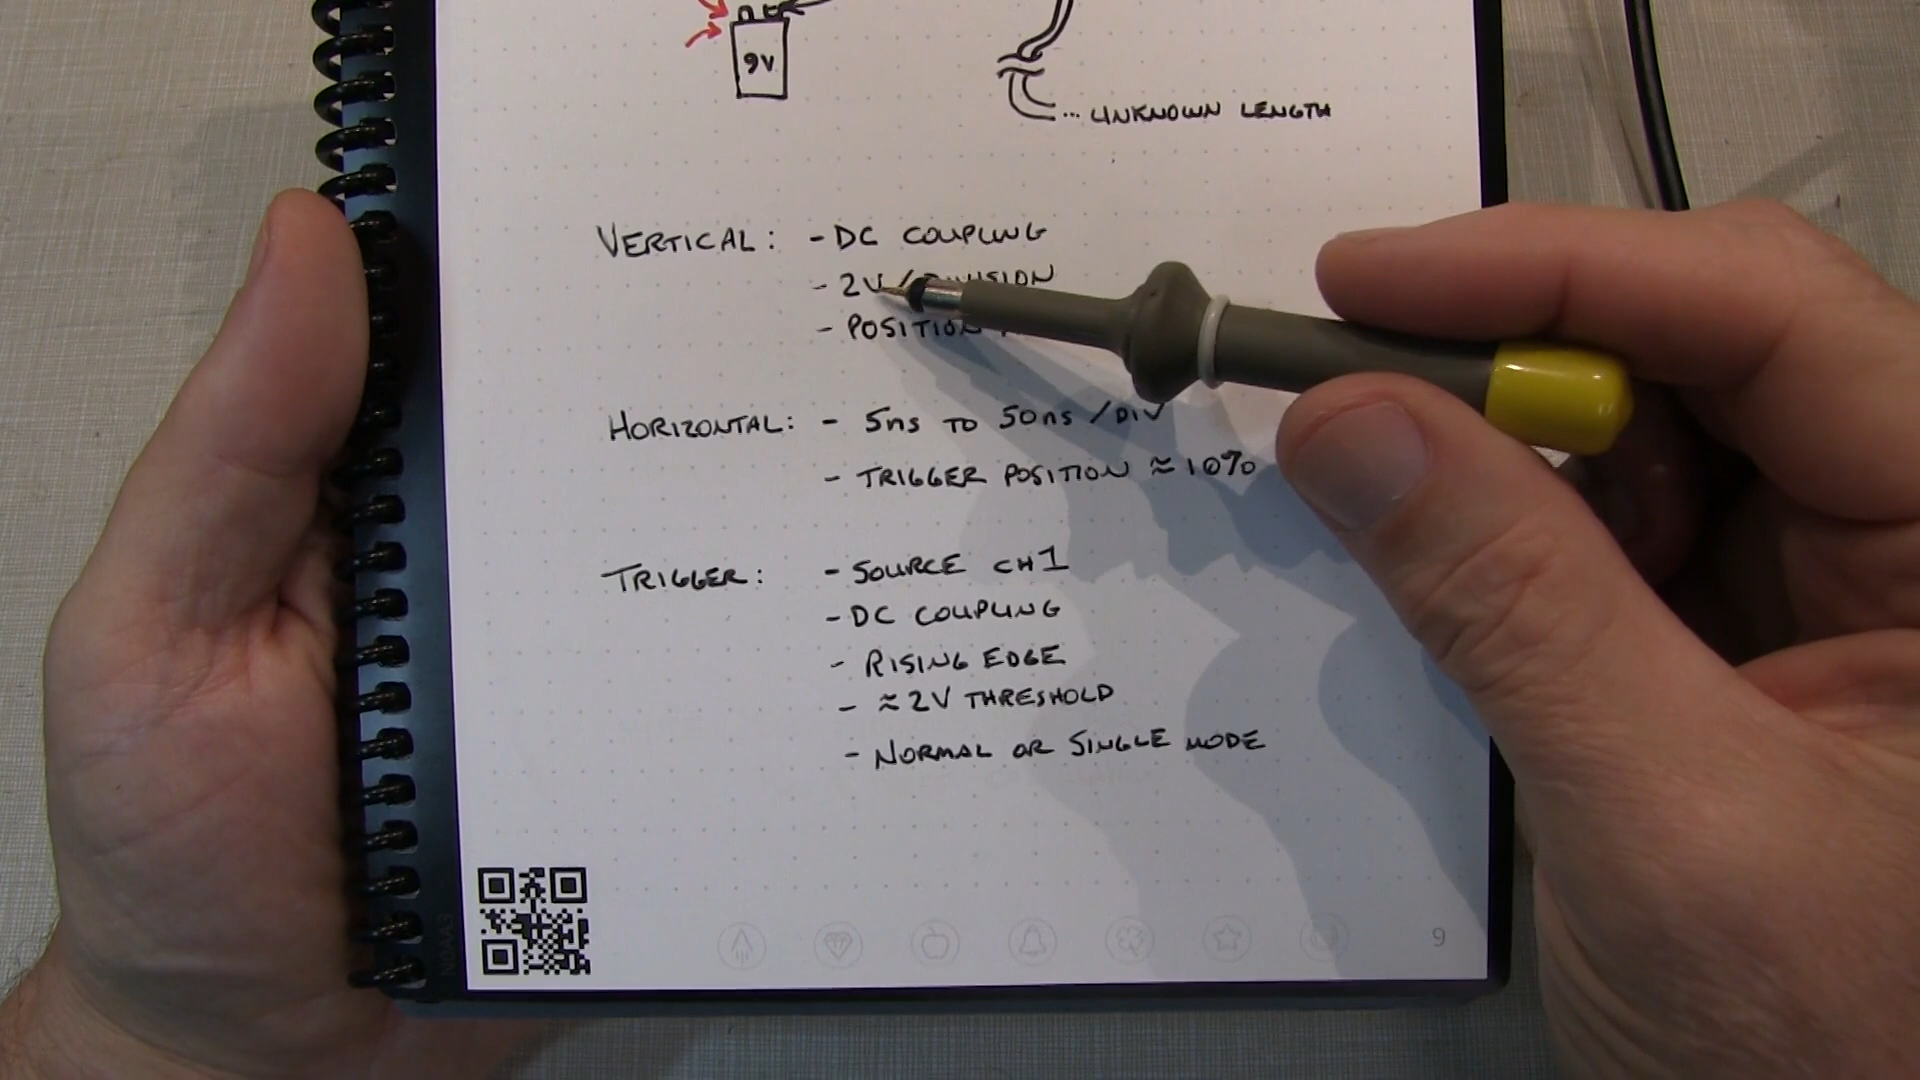 9V
... UNKNOWN LENGTH
VERTICAL: - DC COUPLING
- 2V/DIVISION
- POSITION
HORIZONTAL: - 5ns TO 50ns /DIV
- TRIGGER POSITION ≈ 10%
TRIGGER: - SOURCE CH1
- DC COUPLING
- RISING EDGE
- ≈ 2V THRESHOLD
- NORMAL OR SINGLE MODE
9